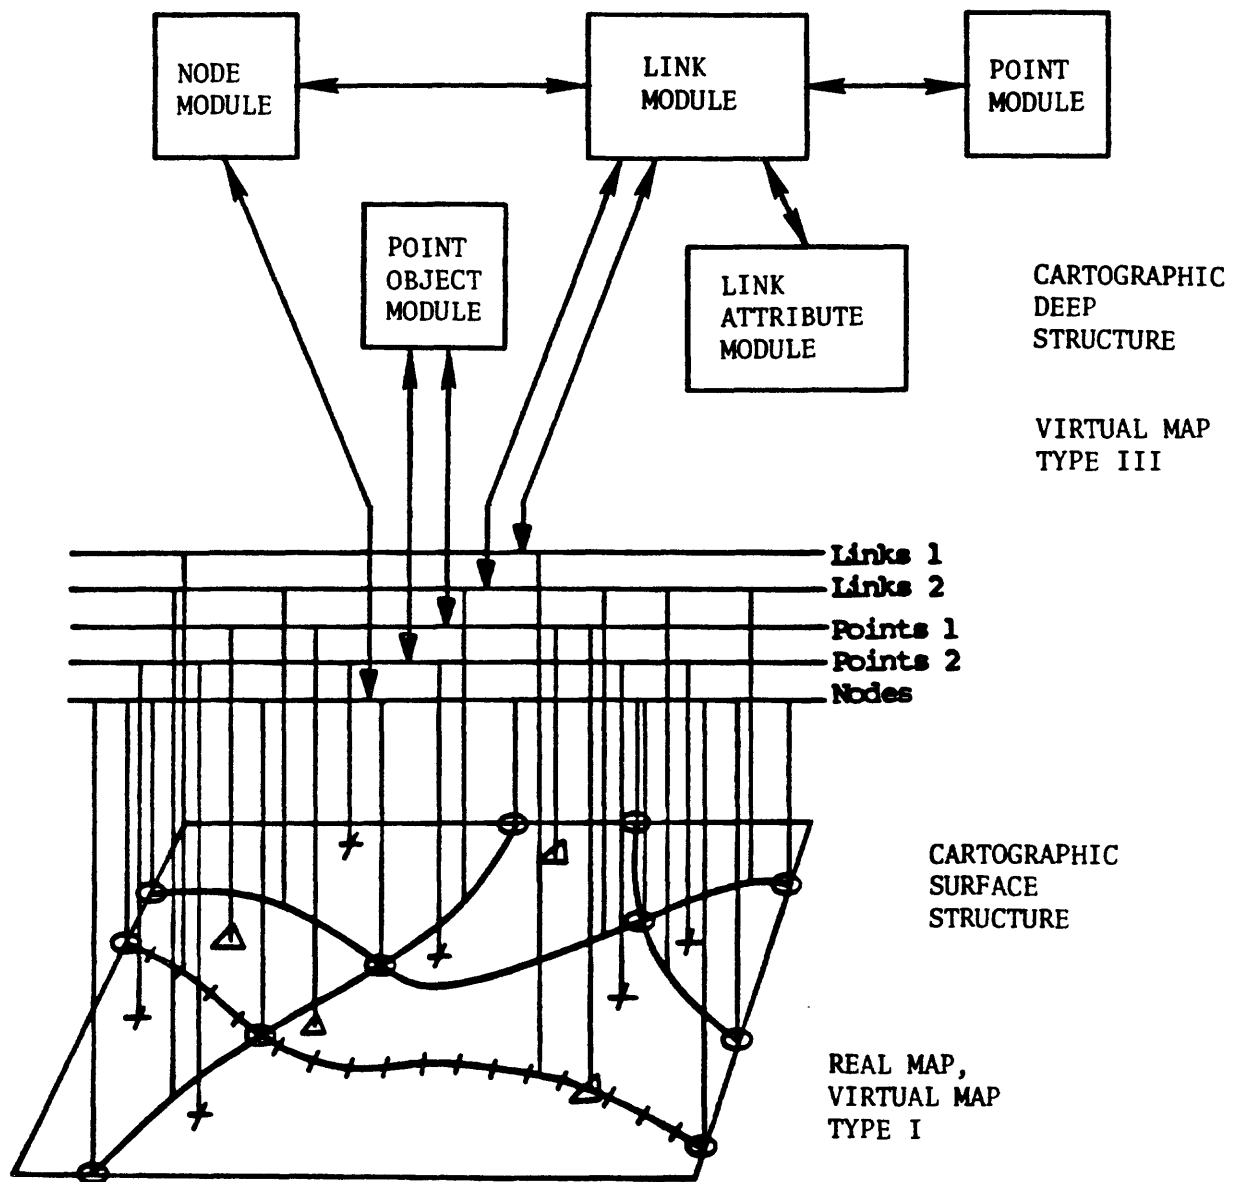 NODE
MODULE
LINK
MODULE
POINT
MODULE
POINT
OBJECT
MODULE
LINK
ATTRIBUTE
MODULE
CARTOGRAPHIC
DEEP
STRUCTURE
VIRTUAL MAP
TYPE III
Links 1
Links 2
Points 1
Points 2
Nodes
CARTOGRAPHIC
SURFACE
STRUCTURE
REAL MAP,
VIRTUAL MAP
TYPE I